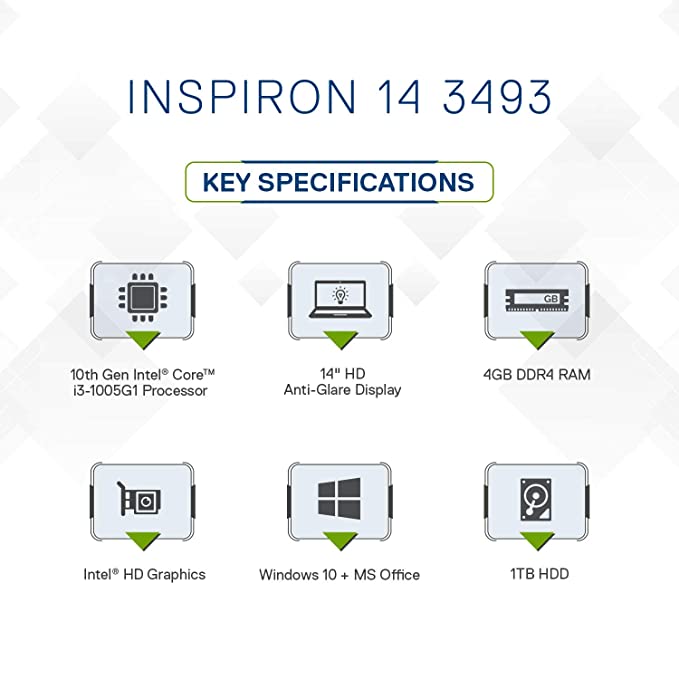 INSPIRON 14 3493
KEY SPECIFICATIONS
10th Gen Intel® Core™
i3-1005G1 Processor
14" HD
Anti-Glare Display
GB
4GB DDR4 RAM
Intel® HD Graphics
Windows 10 + MS Office
1TB HDD